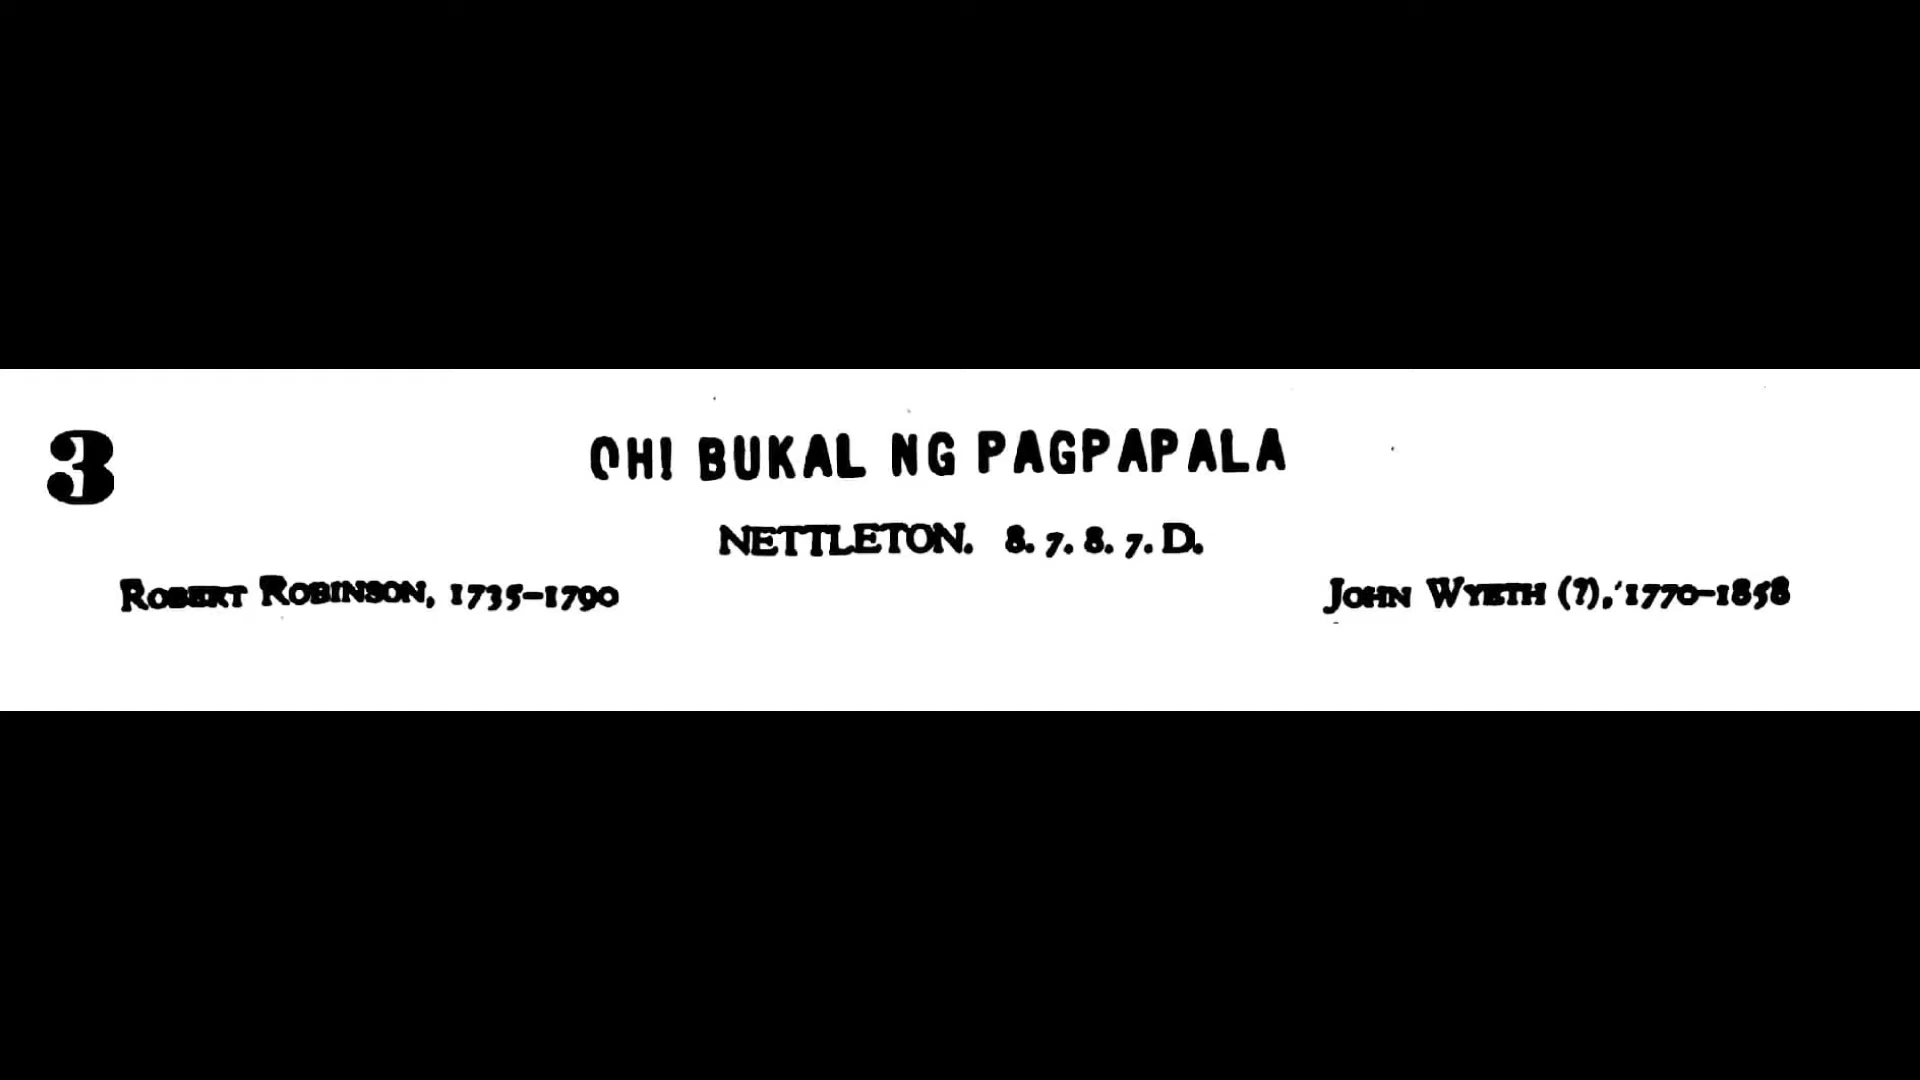 3
OH! BUKAL NG PAGPAPALA
NETTLETON. 8. 7. 8. 7. D.
ROBERT ROBINSON, 1735–1790
JOHN WYETH (?), 1770–1858